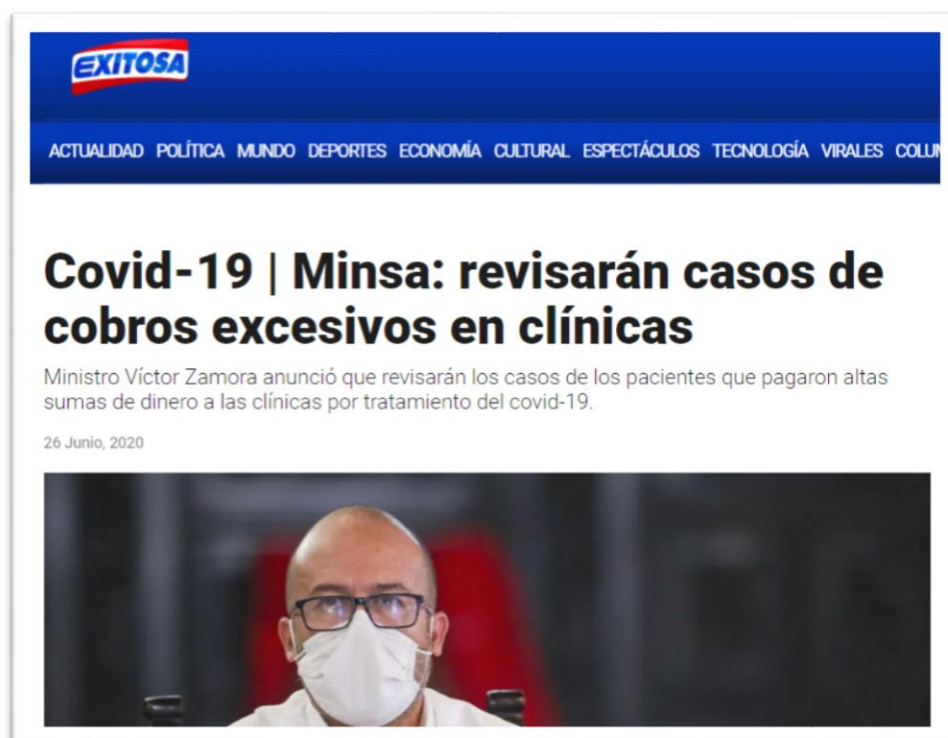 EXITOSA
ACTUALIDAD POLÍTICA MUNDO DEPORTES ECONOMÍA CULTURAL ESPECTÁCULOS TECNOLOGÍA VIRALES
Covid-19 | Minsa: revisarán casos de
cobros excesivos en clínicas
Ministro Víctor Zamora anunció que revisarán los casos de los pacientes que pagaron altas
sumas de dinero a las clínicas por tratamiento del covid-19.
26 Junio, 2020